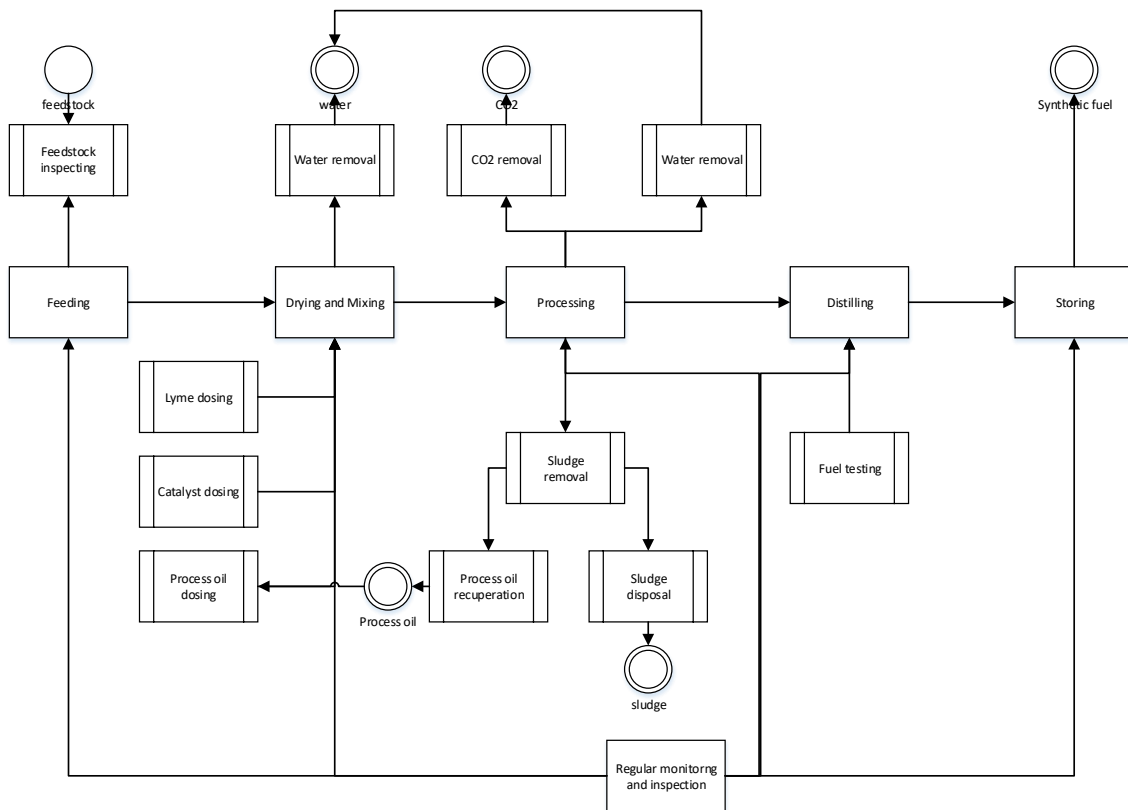 feedstock
water
CO2
Synthetic fuel
Feedstock
inspecting
Water removal
CO2 removal
Water removal
Feeding
Drying and Mixing
Processing
Distilling
Storing
Lyme dosing
Catalyst dosing
Sludge
removal
Fuel testing
Process oil
dosing
Process oil
Process oil
recuperation
Sludge
disposal
sludge
Regular monitorng
and inspection